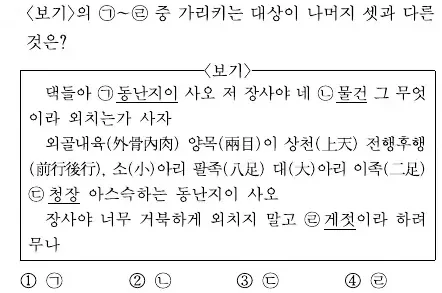 <보기>의 ㉠~㉣ 중 가리키는 대상이 나머지 셋과 다른
것은?
<보기>
댁들아 ㉠동난지이 사오 저 장사야 네 ㉡물건 그 무엇
이라 외치는가 사자
외골내육(外骨內肉) 양목(兩目)이 상천(上天) 전행후행
(前行後行), 소(小)아리 팔족(八足) 대(大)아리 이족(二足)
㉢청장 아스슥하는 동난지이 사오
장사야 너무 거북하게 외치지 말고 ㉣게젓이라 하려
무나
① ㉠ ② ㉡ ③ ㉢ ④ ㉣